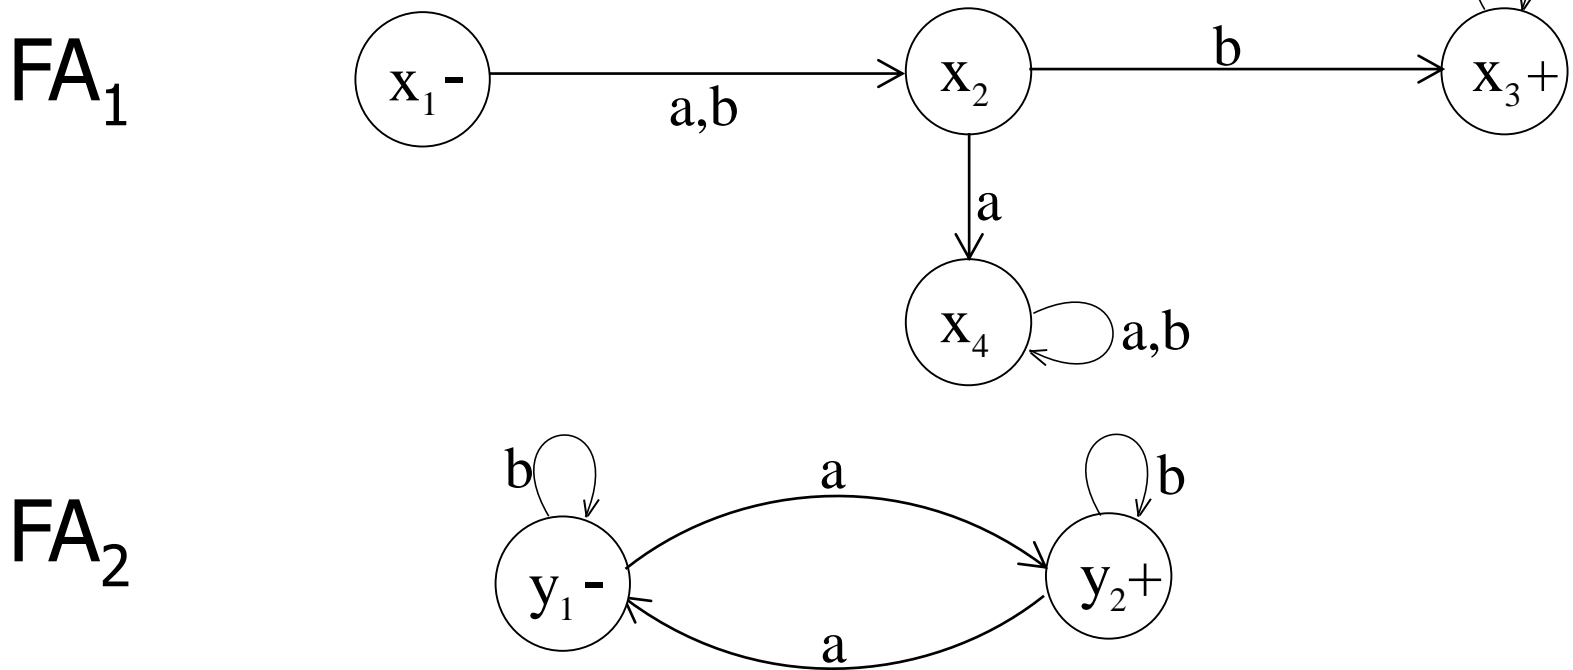 FA₁
x₁-
a,b
x₂
b
x₃+
a
x₄
a,b
FA₂
b
y₁-
a
a
y₂+
b